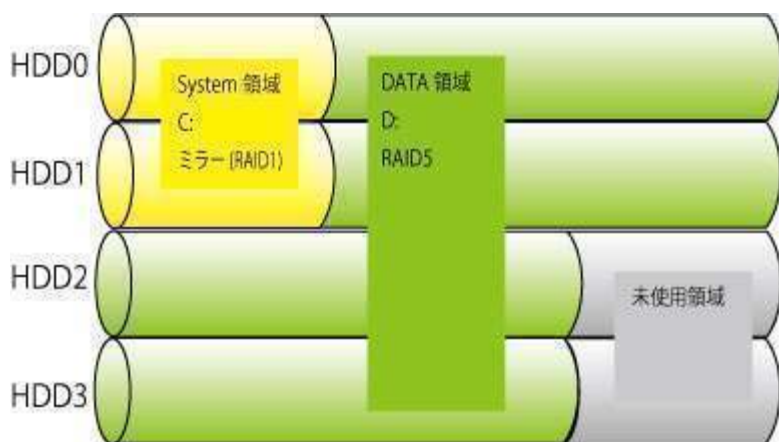 HDD0
HDD1
HDD2
HDD3
System 領域
C:
ミラー (RAID1)
DATA 領域
D:
RAID5
未使用領域